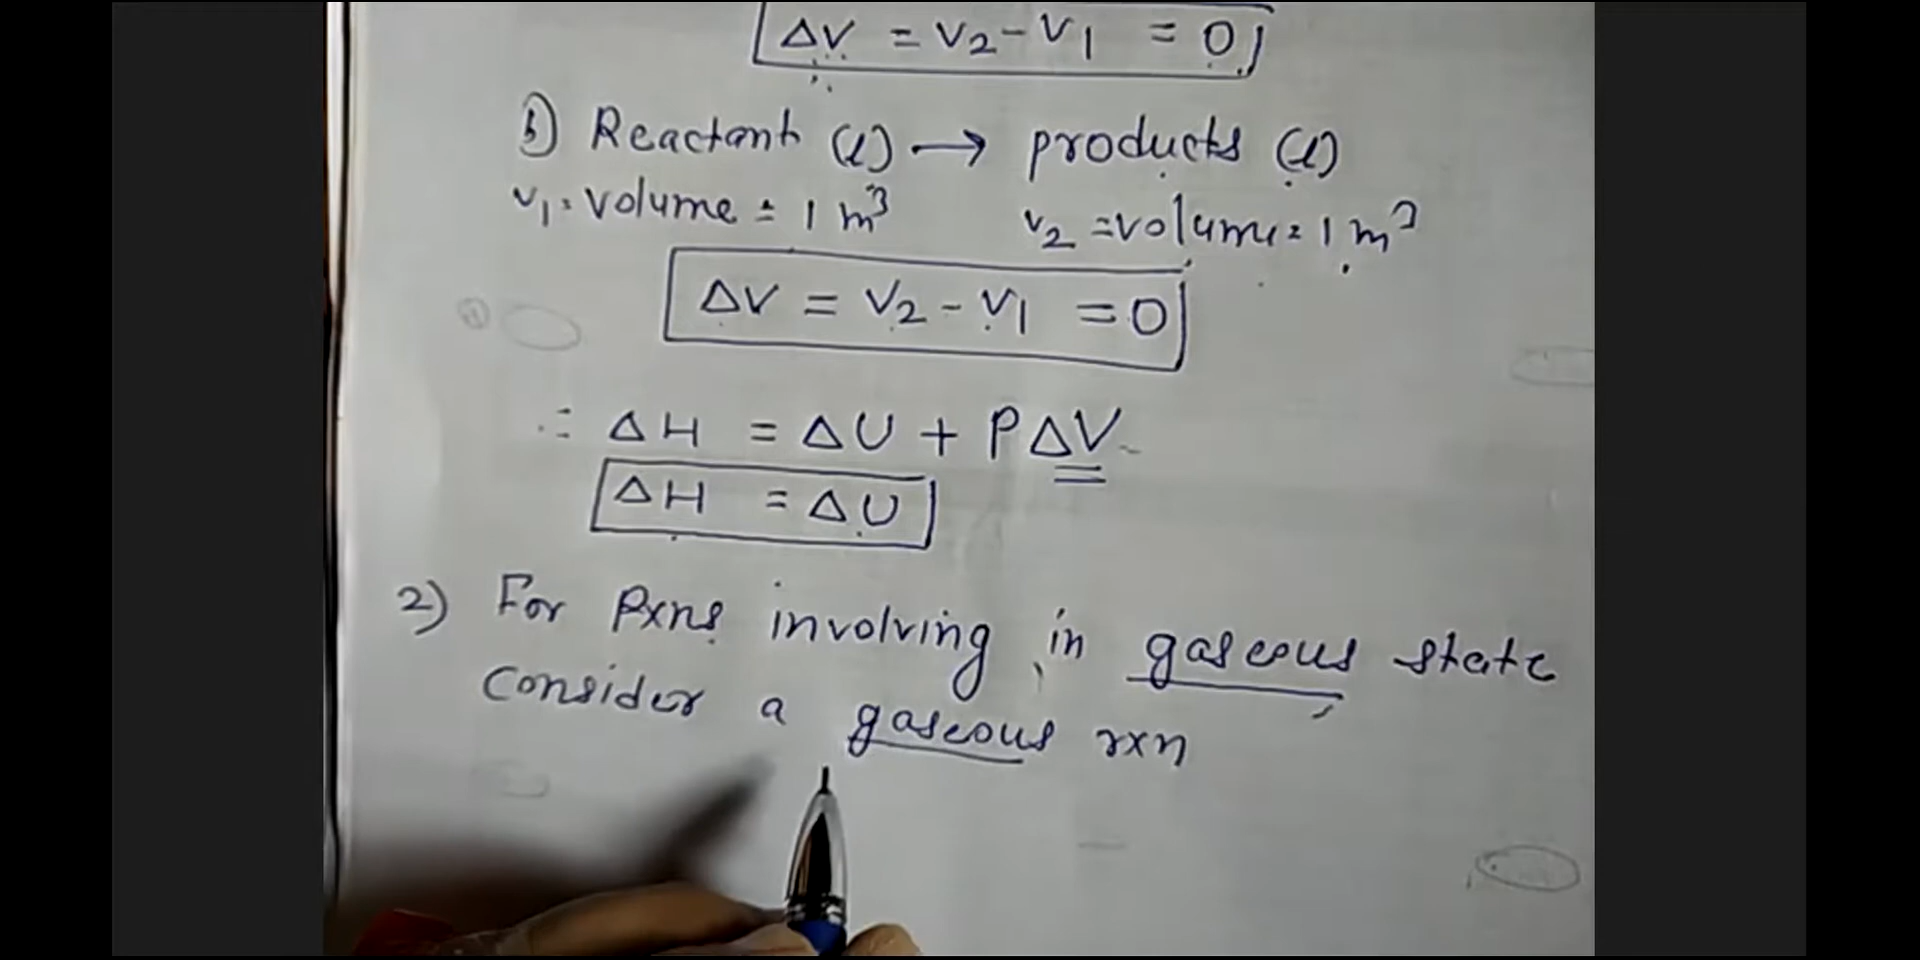 ΔV = V2 - V1 = 0
b) Reactant (l) → products (l)
V1 = volume = 1 m³ V2 = volume = 1 m³
ΔV = V2 - V1 = 0
∴ ΔH = ΔU + PΔV
ΔH = ΔU
2) For Rxns involving in gaseous state
Consider a gaseous rxn